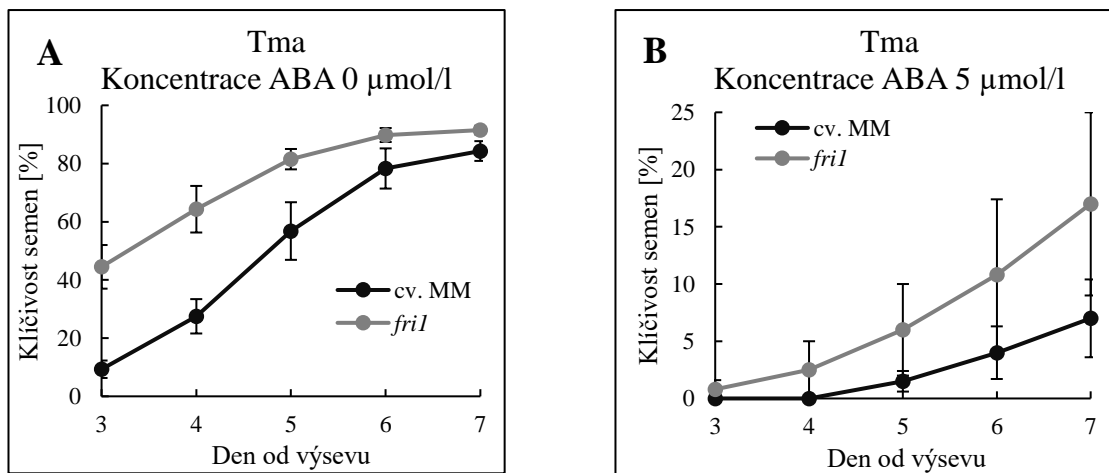 A
Tma
Koncentrace ABA 0 µmol/l
Klíčivost semen [%]
100
80
60
40
20
0
cv. MM
fri1
3 4 5 6 7
Den od výsevu
B
Tma
Koncentrace ABA 5 µmol/l
Klíčivost semen [%]
25
20
15
10
5
0
cv. MM
fri1
3 4 5 6 7
Den od výsevu